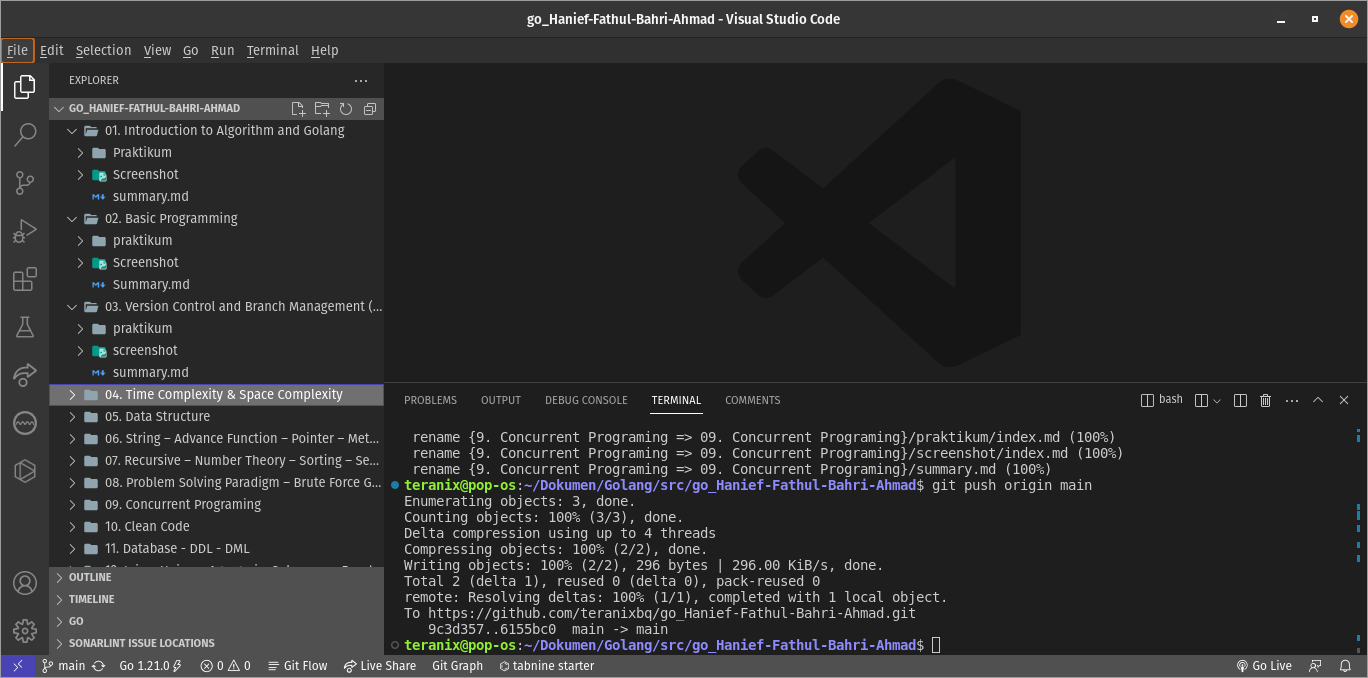 go_Hanief-Fathul-Bahri-Ahmad - Visual Studio Code
File Edit Selection View Go Run Terminal Help
EXPLORER
GO_HANIEF-FATHUL-BAHRI-AHMAD
01. Introduction to Algorithm and Golang
Praktikum
Screenshot
summary.md
02. Basic Programming
praktikum
Screenshot
Summary.md
03. Version Control and Branch Management (...
praktikum
screenshot
summary.md
04. Time Complexity & Space Complexity
05. Data Structure
06. String – Advance Function – Pointer – Met...
07. Recursive – Number Theory – Sorting – Se...
08. Problem Solving Paradigm – Brute Force G...
09. Concurrent Programing
10. Clean Code
11. Database - DDL - DML
OUTLINE
TIMELINE
GO
SONARLINT ISSUE LOCATIONS
PROBLEMS OUTPUT DEBUG CONSOLE TERMINAL COMMENTS bash
rename {9. Concurrent Programing => 09. Concurrent Programing}/praktikum/index.md (100%)
rename {9. Concurrent Programing => 09. Concurrent Programing}/screenshot/index.md (100%)
rename {9. Concurrent Programing => 09. Concurrent Programing}/summary.md (100%)
teranix@pop-os:~/Dokumen/Golang/src/go_Hanief-Fathul-Bahri-Ahmad$ git push origin main
Enumerating objects: 3, done.
Counting objects: 100% (3/3), done.
Delta compression using up to 4 threads
Compressing objects: 100% (2/2), done.
Writing objects: 100% (2/2), 296 bytes | 296.00 KiB/s, done.
Total 2 (delta 1), reused 0 (delta 0), pack-reused 0
remote: Resolving deltas: 100% (1/1), completed with 1 local object.
To https://github.com/teranixbq/go_Hanief-Fathul-Bahri-Ahmad.git
9c3d357..6155bc0 main -> main
teranix@pop-os:~/Dokumen/Golang/src/go_Hanief-Fathul-Bahri-Ahmad$
main Go 1.21.0 0 0 Git Flow Live Share Git Graph tabnine starter Go Live